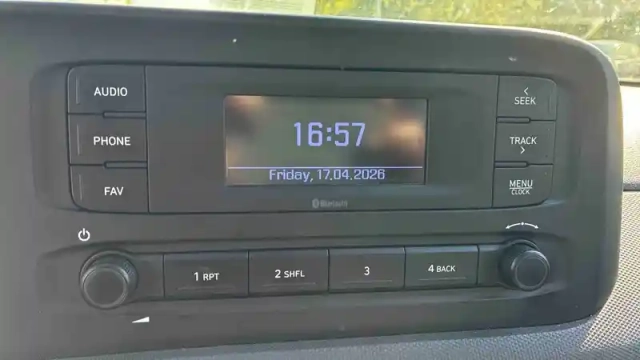 AUDIO
PHONE
FAV
16:57
Friday, 17.04.2026
Bluetooth
< SEEK
TRACK >
MENU
CLOCK
1 RPT
2 SHFL
3
4 BACK